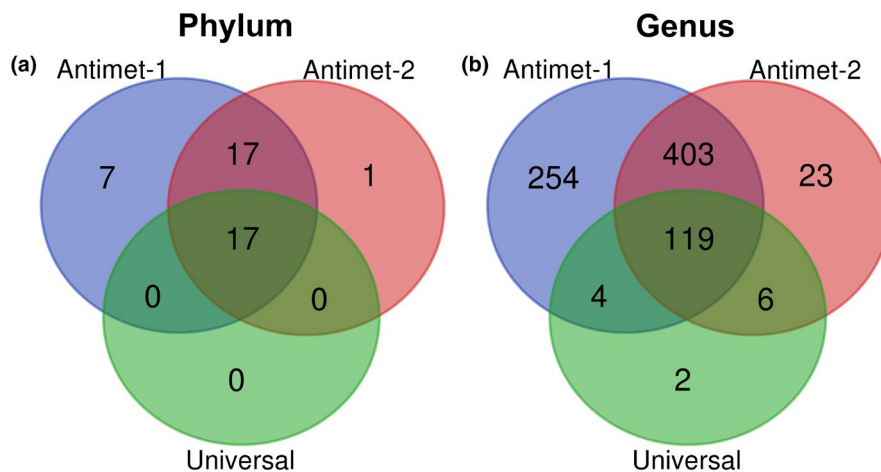 Phylum
Genus
(a)
Antimet-1
Antimet-2
(b)
Antimet-1
Antimet-2
7
17
1
17
0
0
0
Universal
254
403
23
119
4
6
2
Universal